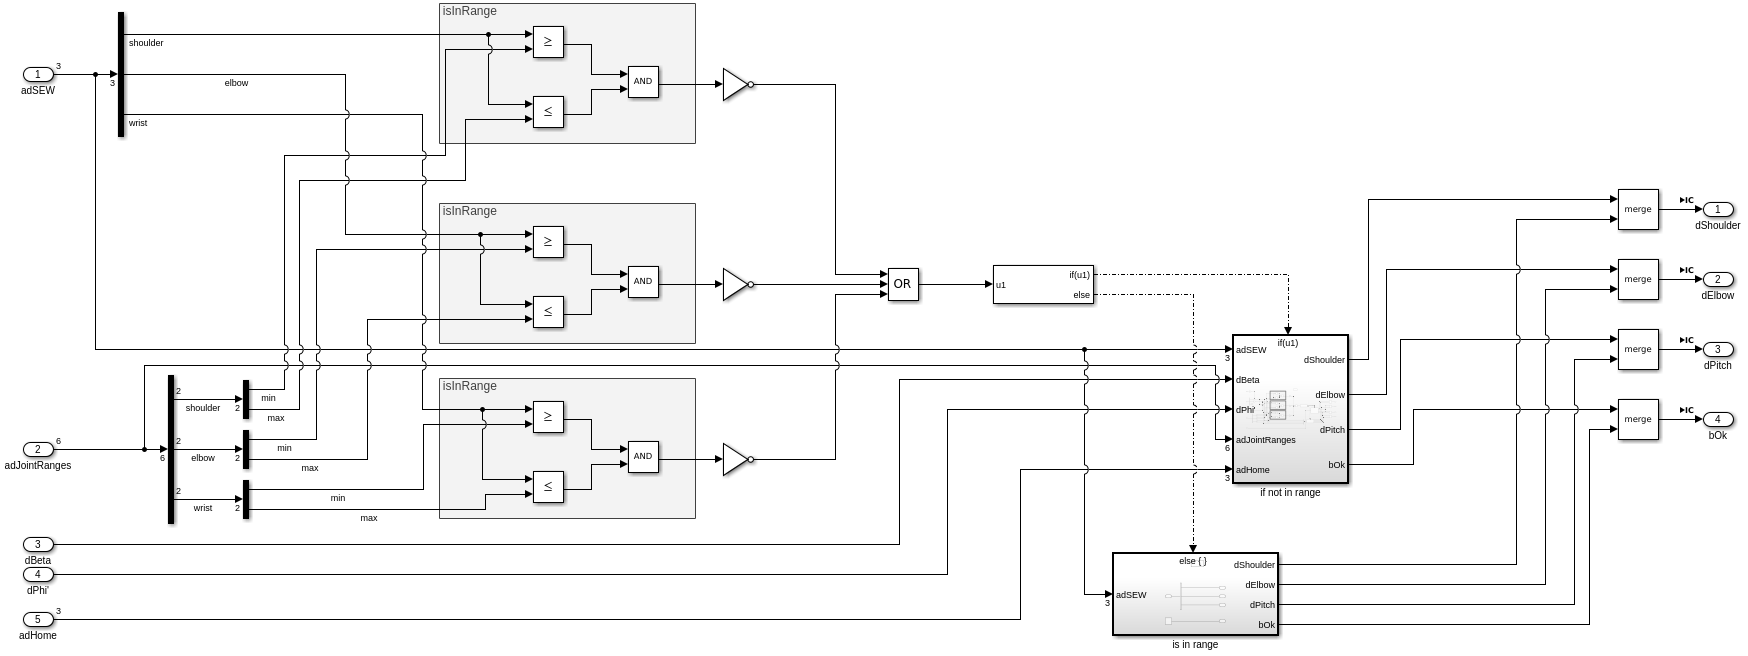 isInRange
shoulder
≥
3
1
adSEW
3
elbow
AND
wrist
≤
isInRange
≥
AND
≤
OR
u1
if(u1)
else
merge
IC
1
dShoulder
merge
IC
2
dElbow
merge
IC
3
dPitch
merge
IC
4
bOk
if(u1)
adSEW
3
dBeta
dPhi'
adJointRanges
6
adHome
3
dShoulder
dElbow
dPitch
bOk
if not in range
isInRange
≥
AND
≤
2
shoulder
2
min
max
6
2
adJointRanges
6
2
elbow
2
min
max
2
wrist
2
min
max
3
dBeta
4
dPhi'
3
5
adHome
else { }
adSEW
3
dShoulder
dElbow
dPitch
bOk
is in range